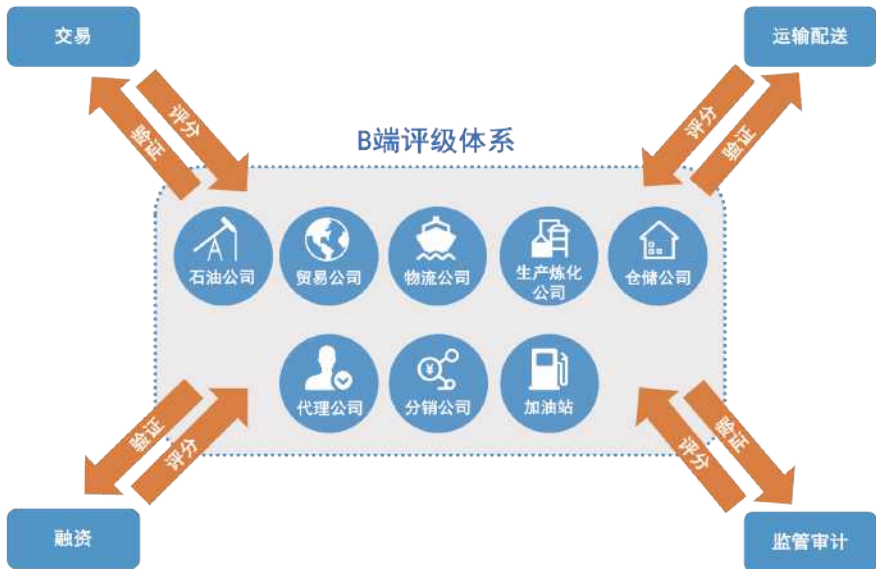 交易
运输配送
评分
验证
评分
验证
B端评级体系
石油公司
贸易公司
物流公司
生产炼化
公司
仓储公司
代理公司
分销公司
加油站
验证
评分
验证
评分
融资
监管审计